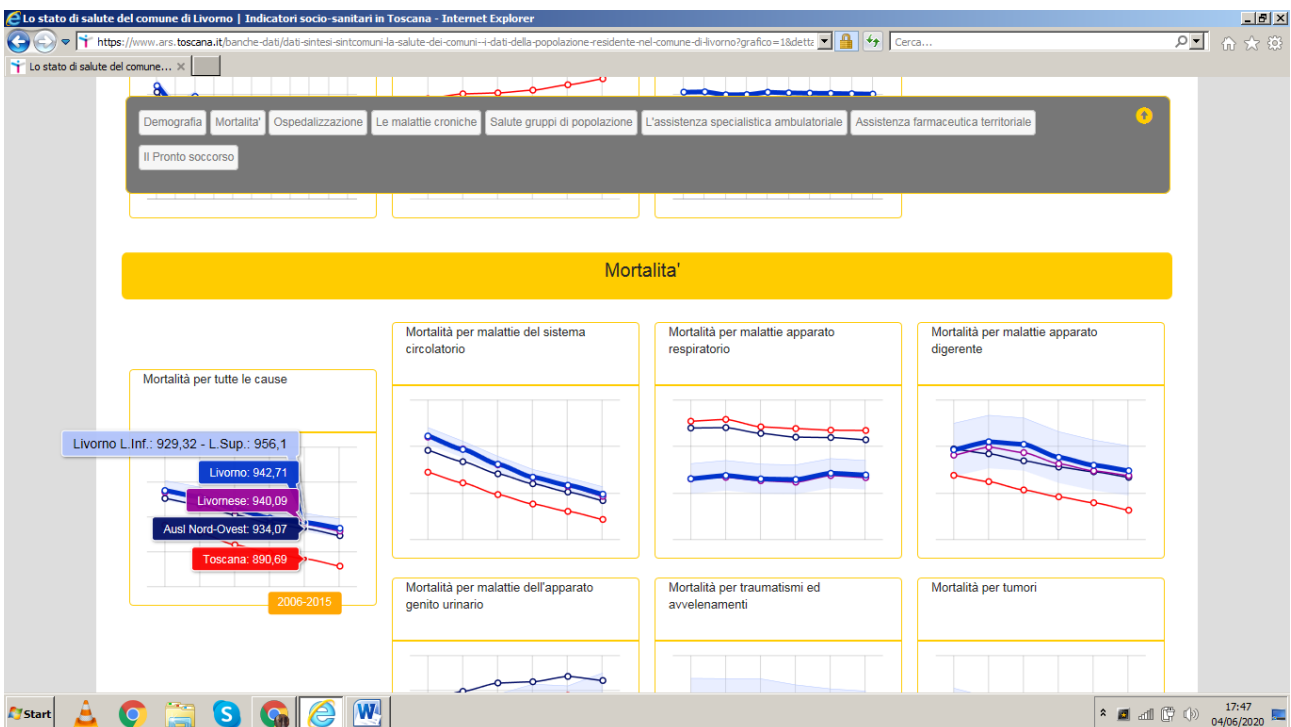 Lo stato di salute del comune di Livorno | Indicatori socio-sanitari in Toscana - Internet Explorer
https://www.ars.toscana.it/banche-dati/dati-sintesi-sintcomuni-la-salute-dei-comuni--i-dati-della-popolazione-residente-nel-comune-di-livorno?grafico=1&detta
Cerca...
Lo stato di salute del comune...
Demografia
Mortalita'
Ospedalizzazione
Le malattie croniche
Salute gruppi di popolazione
L'assistenza specialistica ambulatoriale
Assistenza farmaceutica territoriale
Il Pronto soccorso
Mortalita'
Mortalità per tutte le cause
Livorno L.Inf.: 929,32 - L.Sup.: 956,1
Livorno: 942,71
Livornese: 940,09
Ausl Nord-Ovest: 934,07
Toscana: 890,69
2006-2015
Mortalità per malattie del sistema
circolatorio
Mortalità per malattie apparato
respiratorio
Mortalità per malattie apparato
digerente
Mortalità per malattie dell'apparato
genito urinario
Mortalità per traumatismi ed
avvelenamenti
Mortalità per tumori
Start
17:47
04/06/2020